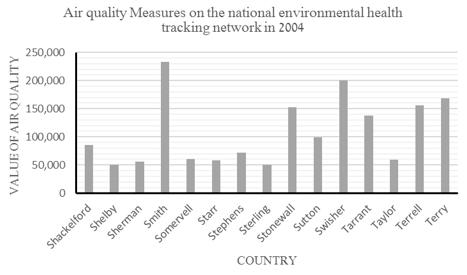 Air quality Measures on the national environmental health
tracking network in 2004
VALUE OF AIR QUALITY
250,000
200,000
150,000
100,000
50,000
0
Shackelford
Shelby
Sherman
Smith
Somervell
Starr
Stephens
Sterling
Stonewall
Sutton
Swisher
Tarrant
Taylor
Terrell
Terry
COUNTRY